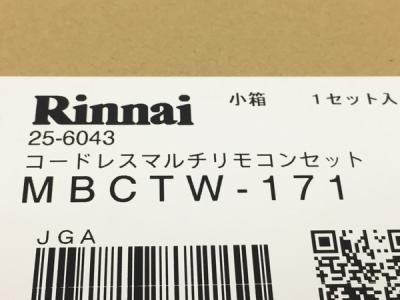 Rinnai 小箱 1セット入
25-6043
コードレスマルチリモコンセット
MBCTW-171
JGA